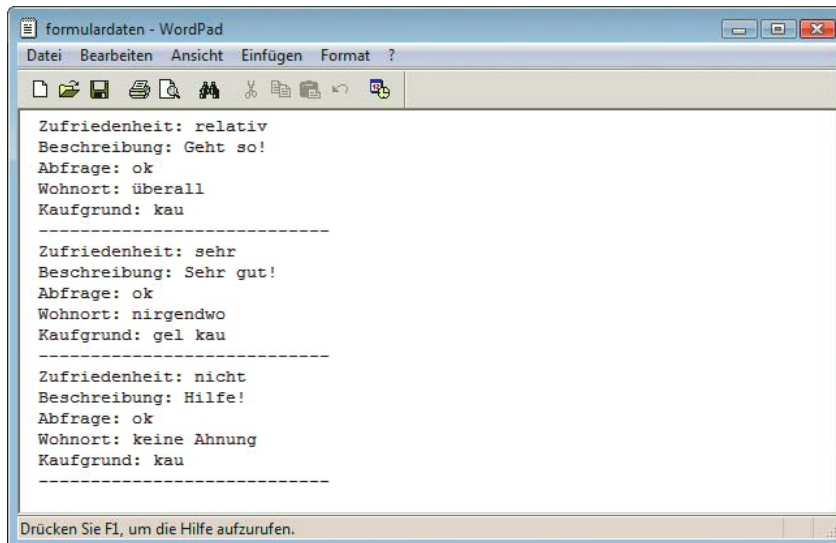 formulardaten - WordPad
Datei Bearbeiten Ansicht Einfügen Format ?
Zufriedenheit: relativ
Beschreibung: Geht so!
Abfrage: ok
Wohnort: überall
Kaufgrund: kau
----------------------------
Zufriedenheit: sehr
Beschreibung: Sehr gut!
Abfrage: ok
Wohnort: nirgendwo
Kaufgrund: gel kau
----------------------------
Zufriedenheit: nicht
Beschreibung: Hilfe!
Abfrage: ok
Wohnort: keine Ahnung
Kaufgrund: kau
----------------------------
Drücken Sie F1, um die Hilfe aufzurufen.